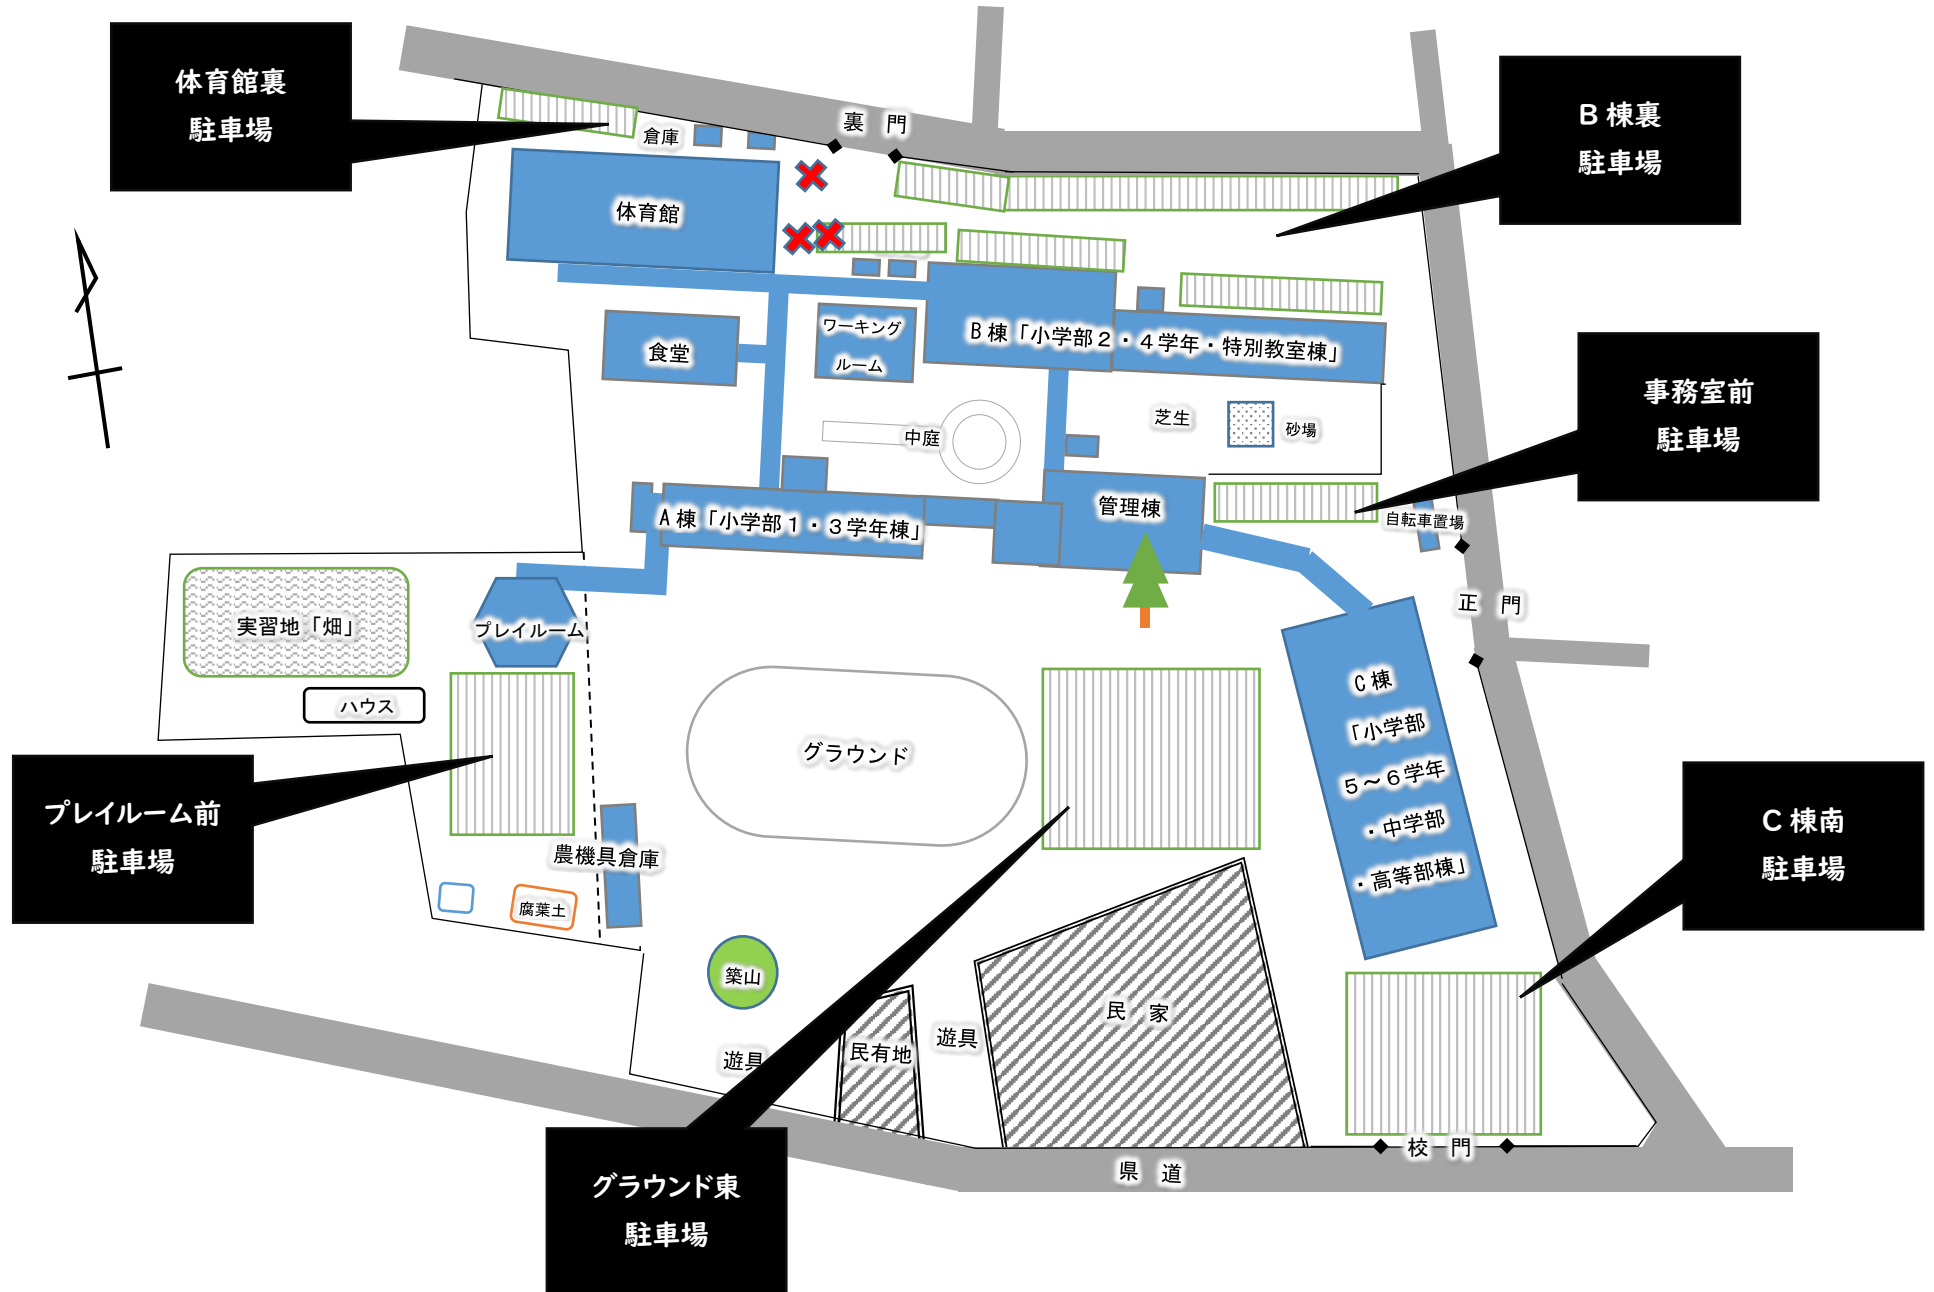 体育館裏
駐車場
B棟裏
駐車場
裏　門
倉庫
体育館
ワーキング
ルーム
食堂
B棟「小学部２・４学年・特別教室棟」
事務室前
駐車場
中庭
芝生
砂場
管理棟
A棟「小学部１・３学年棟」
自転車置場
正　門
実習地「畑」
プレイルーム
ハウス
グラウンド
C棟
「小学部
５～６学年
・中学部
・高等部棟」
プレイルーム前
駐車場
C棟南
駐車場
農機具倉庫
腐葉土
築山
遊具
民有地
遊具
民　家
校　門
県　道
グラウンド東
駐車場